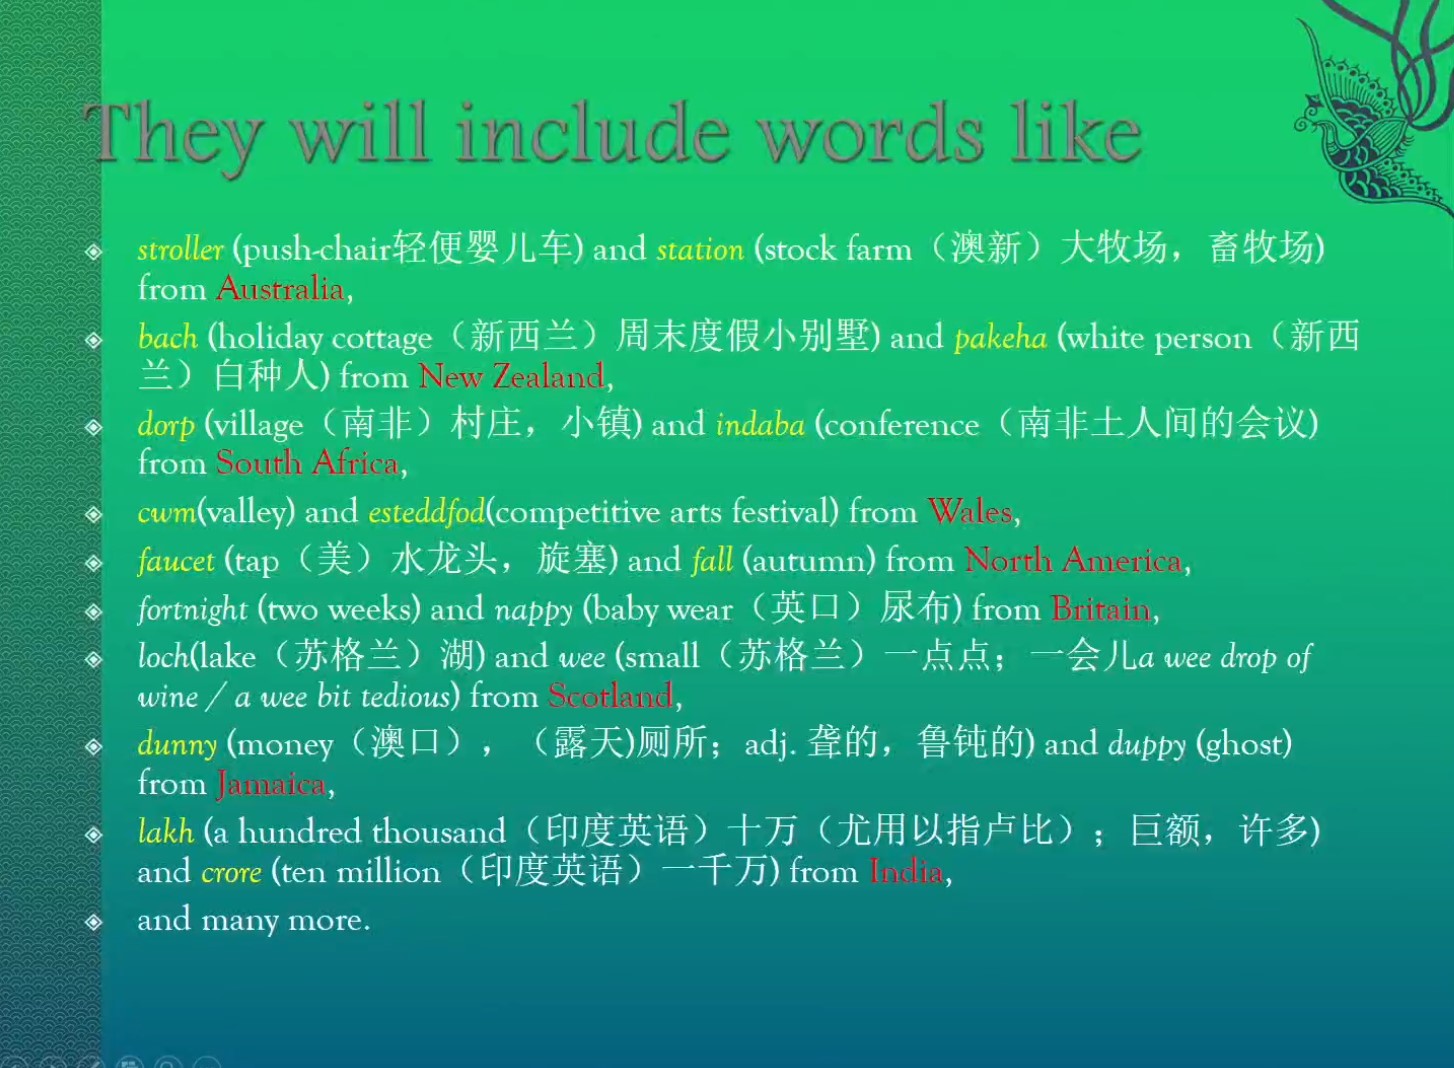 They will include words like
stroller (push-chair轻便婴儿车) and station (stock farm（澳新）大牧场，畜牧场)
from Australia,
bach (holiday cottage（新西兰）周末度假小别墅) and pakeha (white person（新西
兰）白种人) from New Zealand,
dorp (village（南非）村庄，小镇) and indaba (conference（南非土人间的会议)
from South Africa,
cwm(valley) and esteddfod(competitive arts festival) from Wales,
faucet (tap（美）水龙头，旋塞) and fall (autumn) from North America,
fortnight (two weeks) and nappy (baby wear（英口）尿布) from Britain,
loch(lake（苏格兰）湖) and wee (small（苏格兰）一点点；一会儿a wee drop of
wine / a wee bit tedious) from Scotland,
dunny (money（澳口），（露天)厕所；adj. 聋的，鲁钝的) and duppy (ghost)
from Jamaica,
lakh (a hundred thousand（印度英语）十万（尤用以指卢比）；巨额，许多)
and crore (ten million（印度英语）一千万) from India,
and many more.